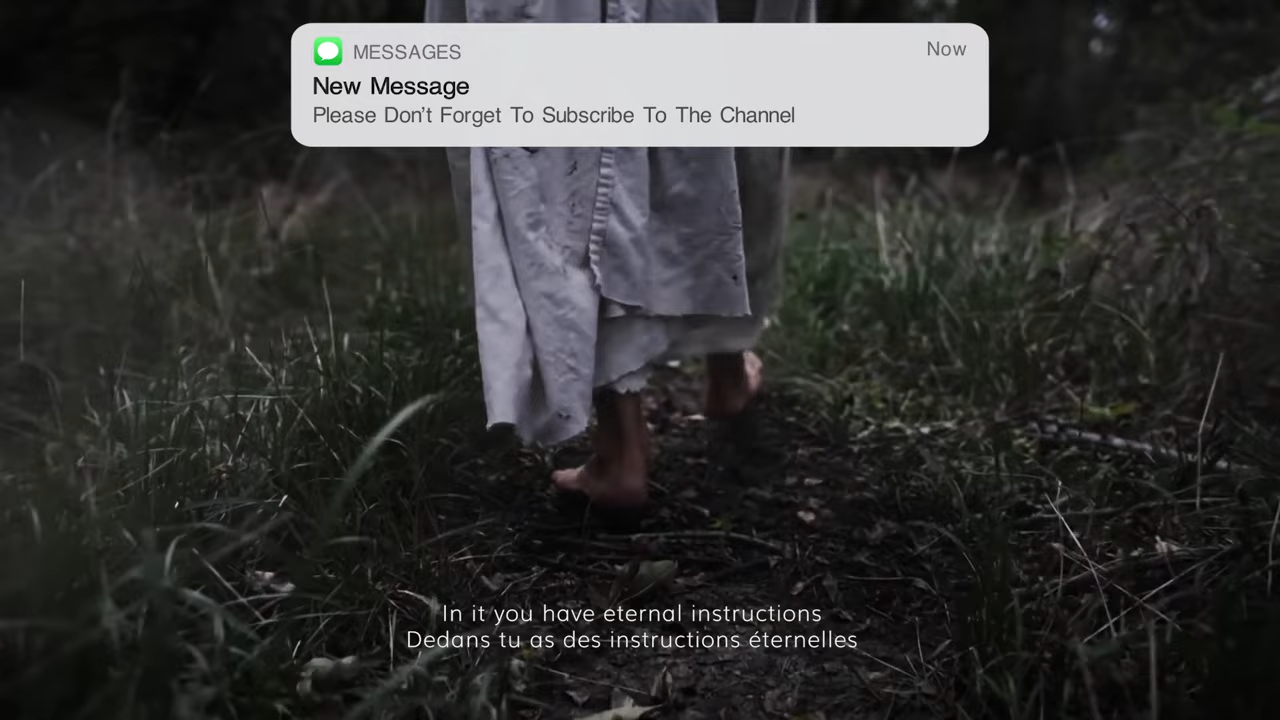 MESSAGES
Now
New Message
Please Don't Forget To Subscribe To The Channel
In it you have eternal instructions
Dedans tu as des instructions éternelles